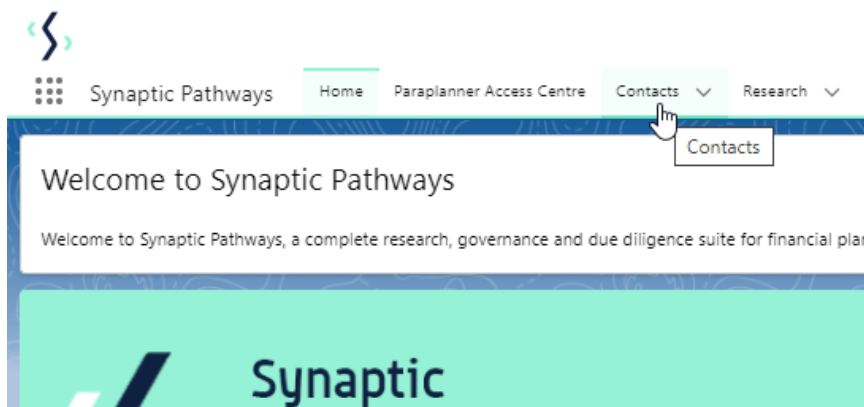 Synaptic Pathways Home Paraplanner Access Centre Contacts Research
Contacts
Welcome to Synaptic Pathways
Welcome to Synaptic Pathways, a complete research, governance and due diligence suite for financial
Synaptic